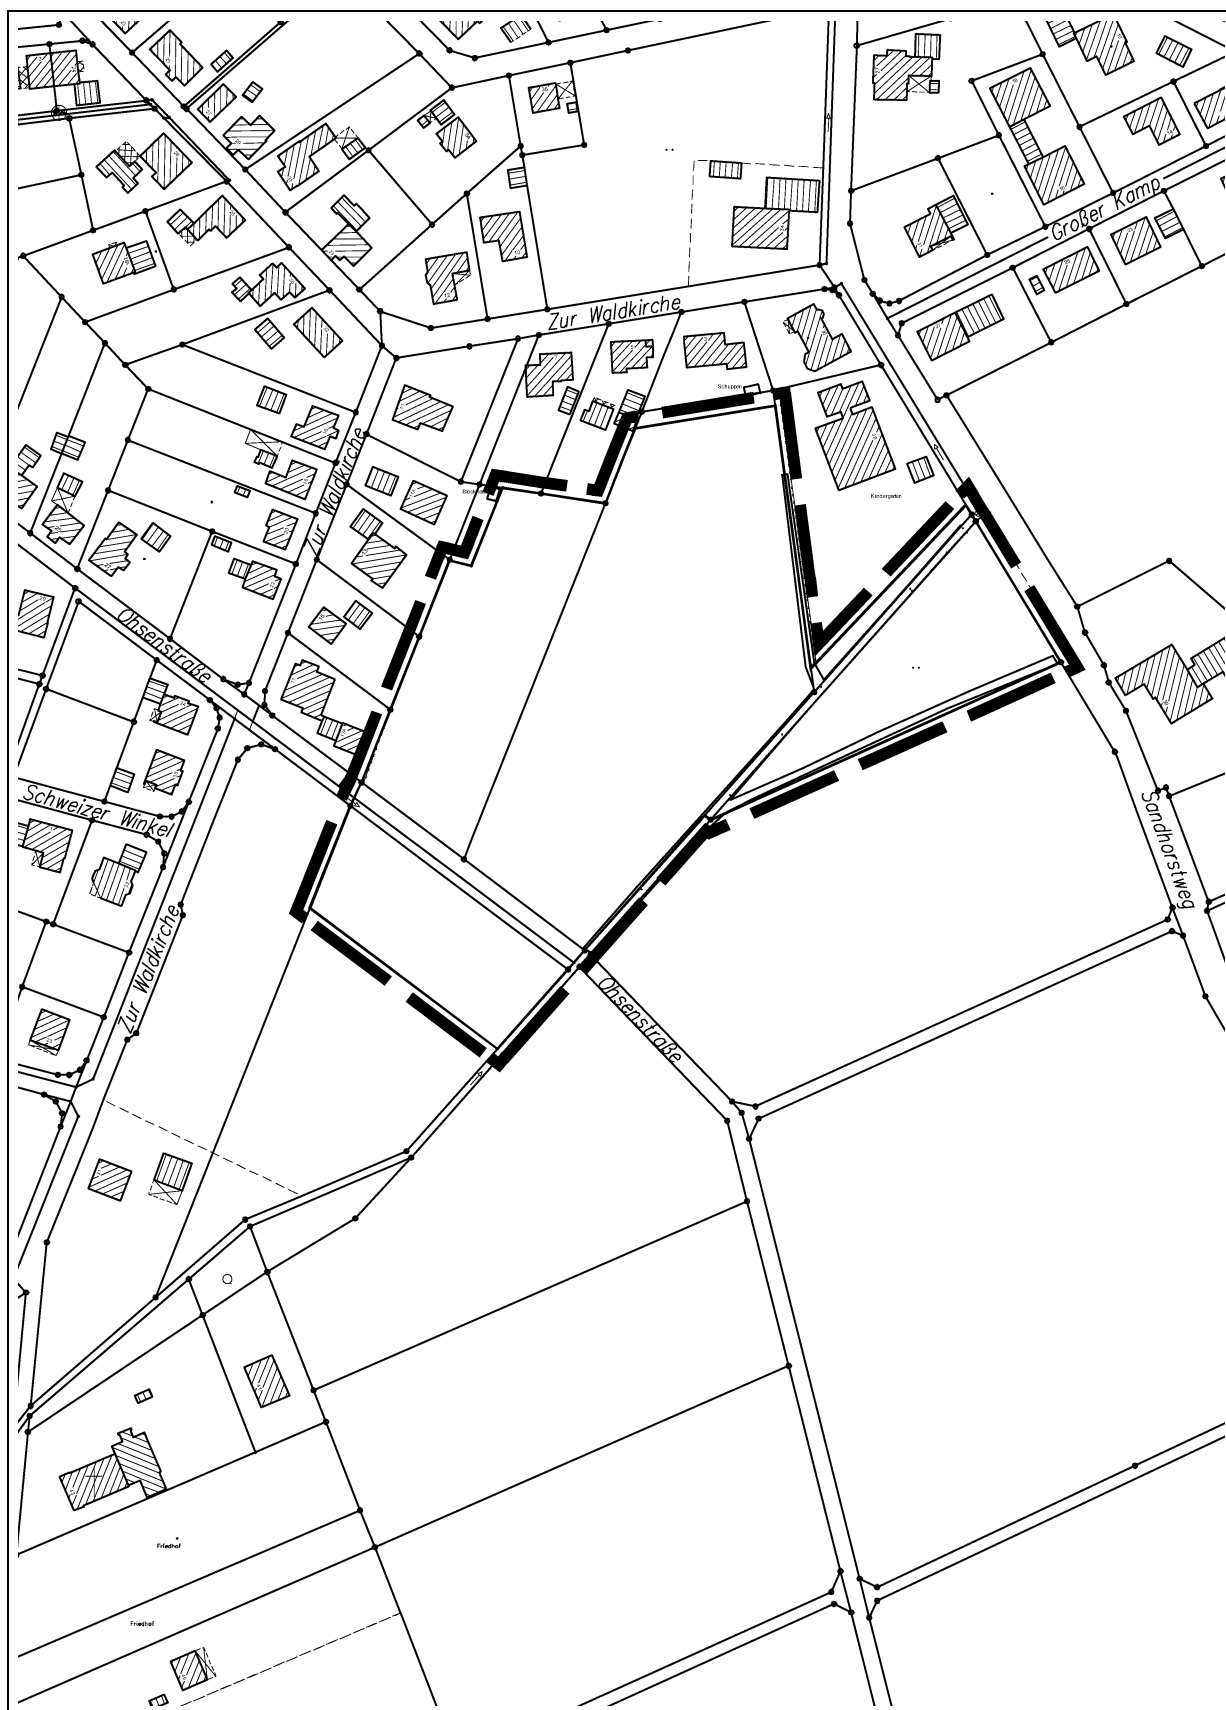 Großer Kamp
Zur Waldkirche
Schuppen
Zur Waldkirche
Kindergarten
Ohsenstraße
Schweizer Winkel
Sandhorstweg
Zur Waldkirche
Ohsenstraße
Friedhof
Friedhof